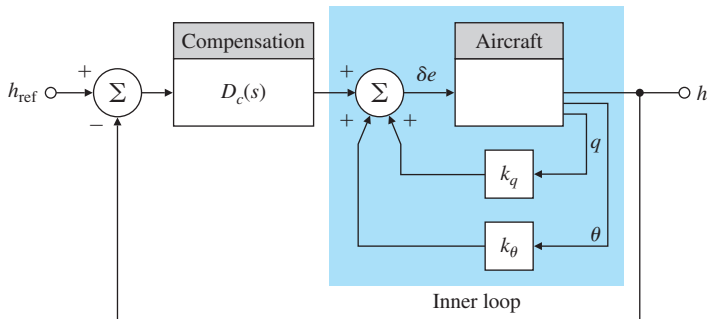 Compensation
Aircraft
+
+
δe
h_ref
Σ
D_c(s)
Σ
h
−
+
+
q
k_q
θ
k_θ
Inner loop